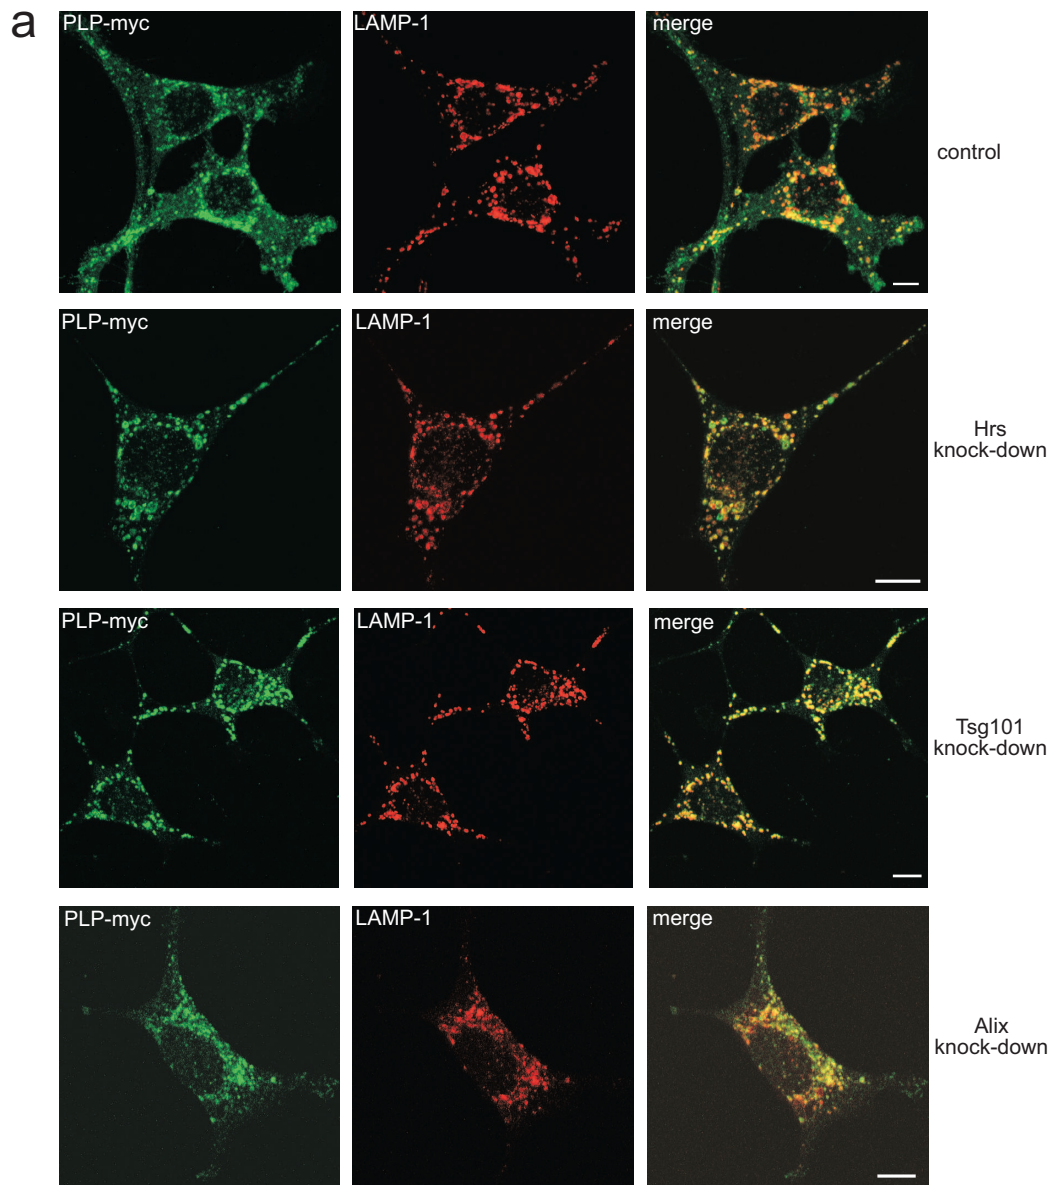 a
PLP-myc
LAMP-1
merge
control
PLP-myc
LAMP-1
merge
Hrs
knock-down
PLP-myc
LAMP-1
merge
Tsg101
knock-down
PLP-myc
LAMP-1
merge
Alix
knock-down